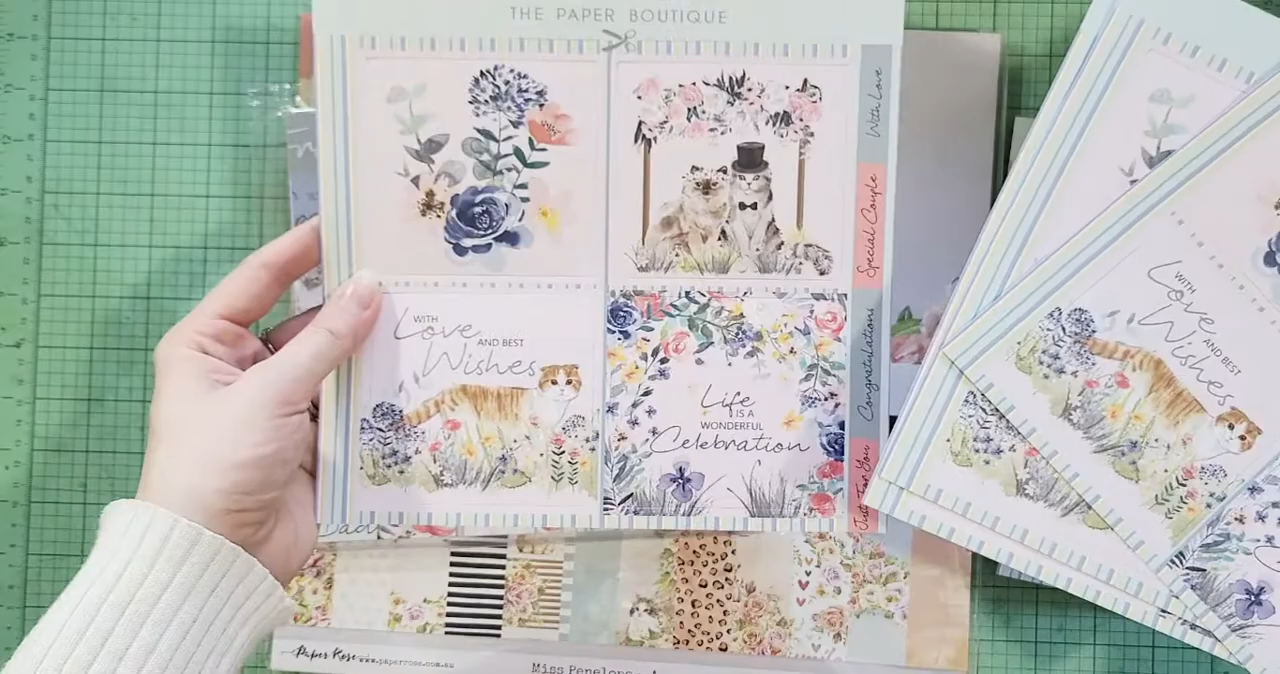 THE PAPER BOUTIQUE
With Love
Special Couple
Congratulations
Just For You
WITH
Love
AND BEST
Wishes
Life
IS A
WONDERFUL
Celebration
WITH
Love
AND BEST
Wishes
Paper Rose www.paperrose.com.au
Miss Penelope